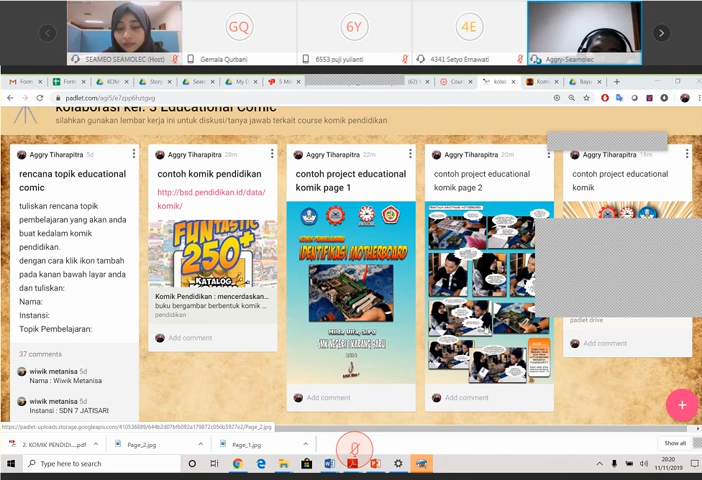 GQ
6Y
4E
SEAMEO SEAMOLEC (Host)
Gemala Qurbani
6553 puji yulianti
4341 Setyo Ernawati
Aggry-Seamolec
padlet.com/agi5/e7zpp6hztgvg
Kolaborasi Kel. 3 Educational Comic
silahkan gunakan lembar kerja ini untuk diskusi/tanya jawab terkait course komik pendidikan
Aggry Tiharapitra 5d
rencana topik educational
comic
tuliskan rencana topik
pembelajaran yang akan anda
buat kedalam komik
pendidikan.
dengan cara klik ikon tambah
pada kanan bawah layar anda
dan tuliskan:
Nama:
Instansi:
Topik Pembelajaran:
37 comments
wiwik metanisa 5d
Nama : Wiwik Metanisa
wiwik metanisa 5d
Instansi : SDN 7 JATISARI
Aggry Tiharapitra 28m
contoh komik pendidikan
http://bsd.pendidikan.id/data/
komik/
FUNTASTIC
250+
KATALOG
Komik Pendidikan : mencerdaskan...
buku bergambar berbentuk komik ...
pendidikan
Add comment
Aggry Tiharapitra 22m
contoh project educational
komik page 1
IDENTIFIKASI MOTHERBOARD
Add comment
Aggry Tiharapitra 20m
contoh project educational
komik page 2
Add comment
Aggry Tiharapitra 19m
contoh project educational
komik
padlet drive
Add comment
2. KOMIK PENDIDI....pdf
Page_2.jpg
Page_1.jpg
Show all
Type here to search
20:20
11/11/2019